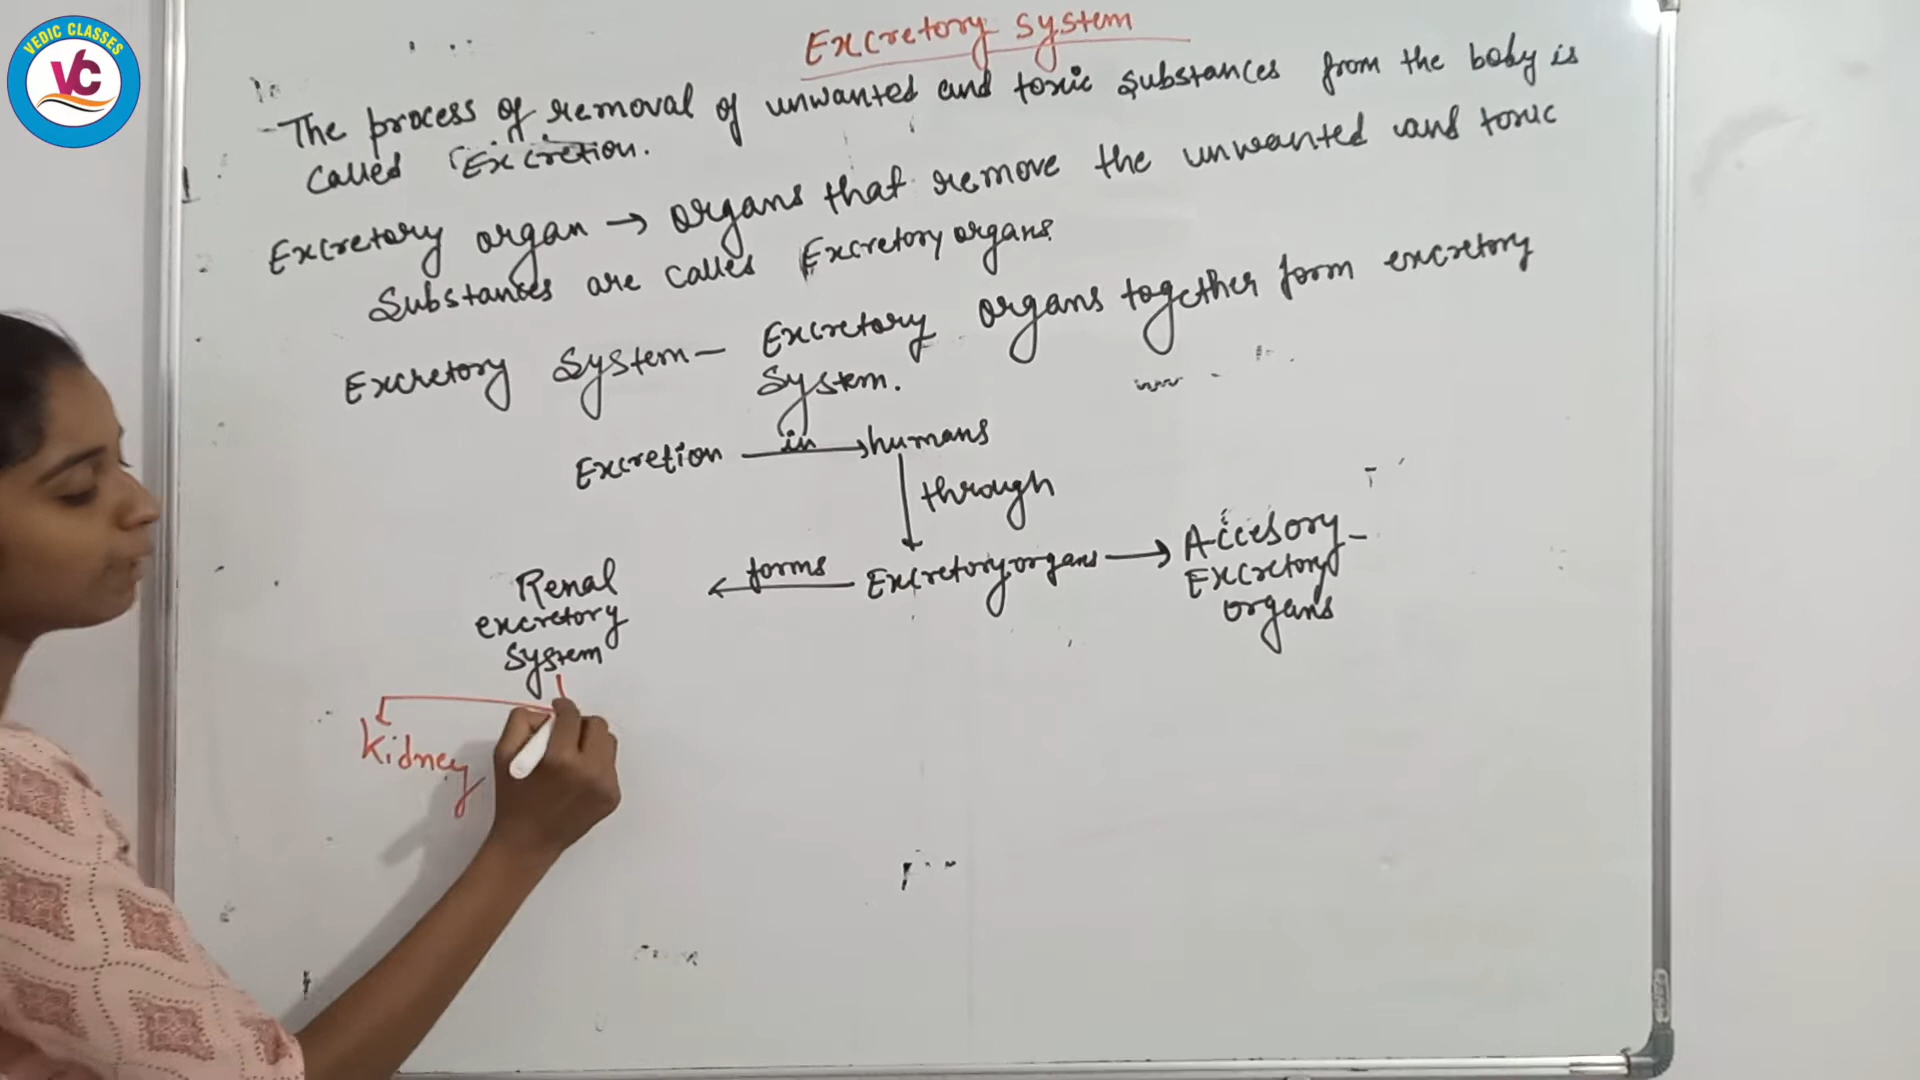 VEDIC CLASSES
VC
Excretory System
- The process of removal of unwanted and toxic substances from the body is
called Excretion.
Excretory organ → organs that remove the unwanted and toxic
Substances are called Excretory organs.
Excretory System - Excretory organs together form excretory
System.
Excretion in → humans
through
Renal excretory system
← forms
Excretory organs →
Accesory -
Excretory
organs
Kidney